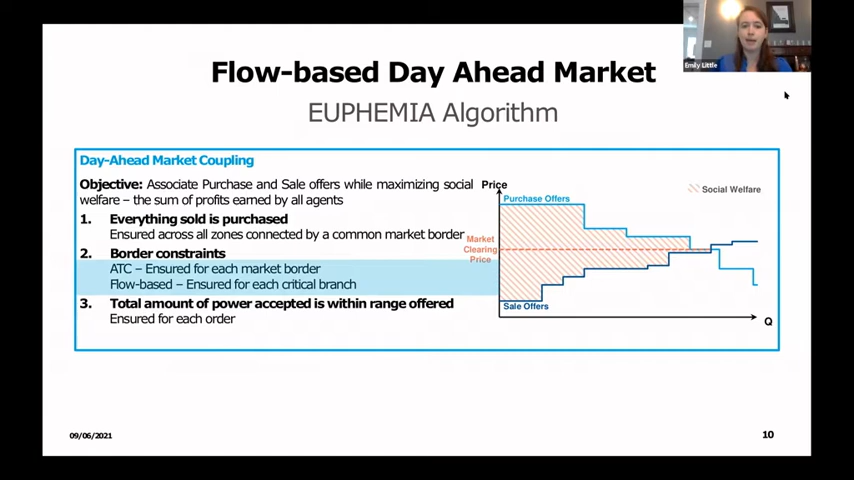 Flow-based Day Ahead Market
EUPHEMIA Algorithm
Emily Little
Day-Ahead Market Coupling
Objective: Associate Purchase and Sale offers while maximizing social
welfare – the sum of profits earned by all agents
1. Everything sold is purchased
Ensured across all zones connected by a common market border
2. Border constraints
ATC – Ensured for each market border
Flow-based – Ensured for each critical branch
3. Total amount of power accepted is within range offered
Ensured for each order
Price
Purchase Offers
Social Welfare
Market
Clearing
Price
Sale Offers
Q
09/06/2021
10